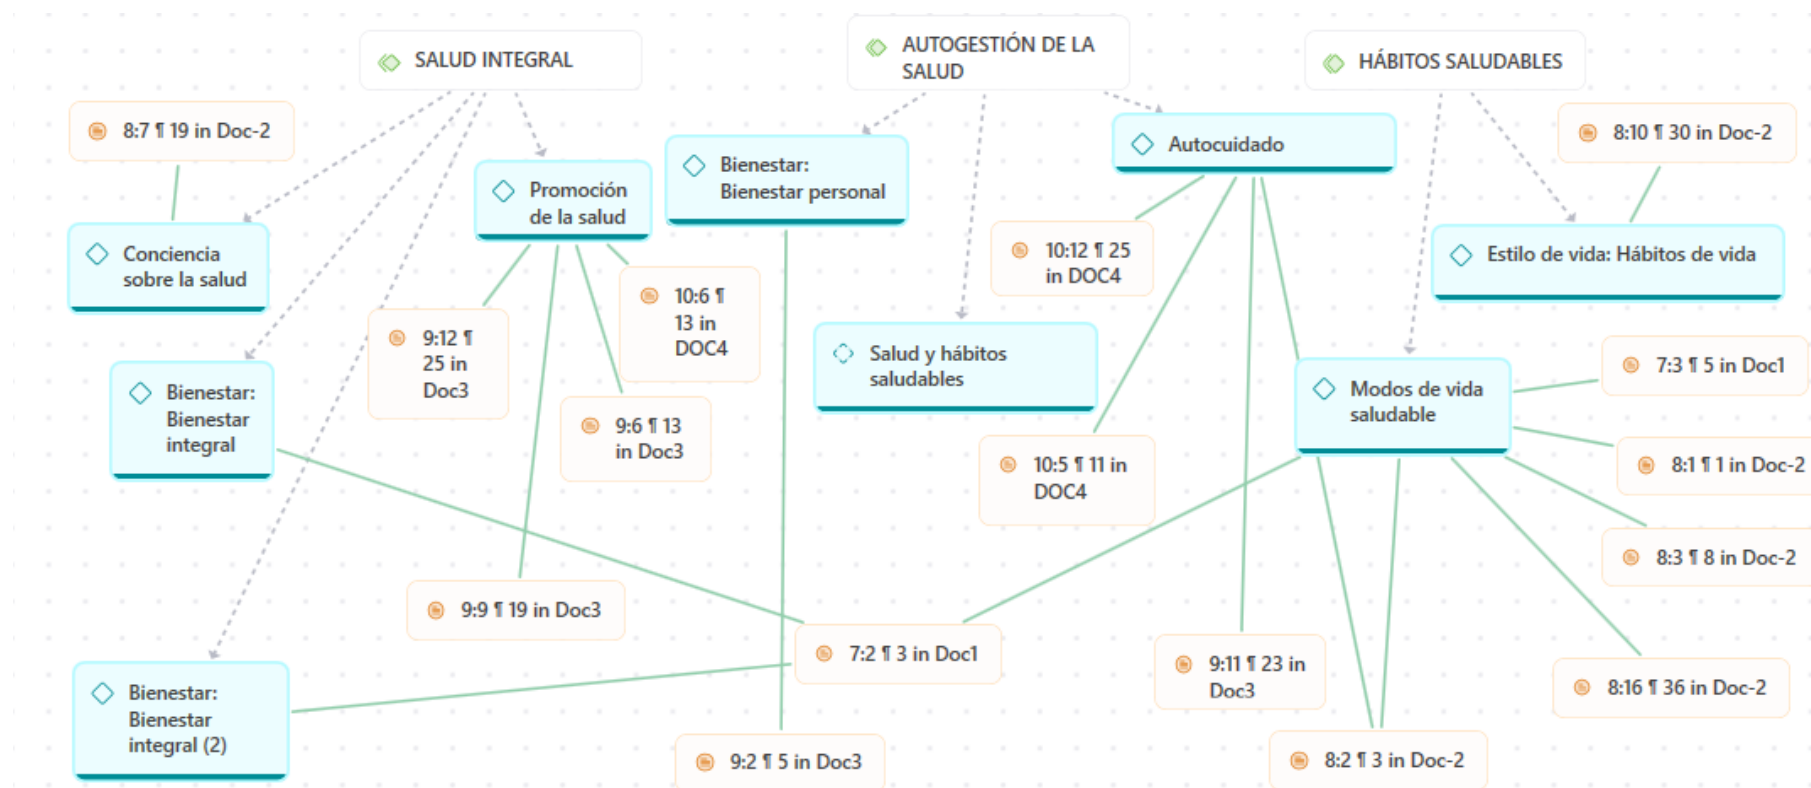 SALUD INTEGRAL
AUTOGESTIÓN DE LA
SALUD
HÁBITOS SALUDABLES
8:7 ¶ 19 in Doc-2
8:10 ¶ 30 in Doc-2
Autocuidado
Bienestar:
Bienestar personal
Promoción
de la salud
Conciencia
sobre la salud
10:12 ¶ 25
in DOC4
Estilo de vida: Hábitos de vida
10:6 ¶
13 in
DOC4
9:12 ¶
25 in
Doc3
Salud y hábitos
saludables
7:3 ¶ 5 in Doc1
Bienestar:
Bienestar
integral
Modos de vida
saludable
9:6 ¶ 13
in Doc3
10:5 ¶ 11 in
DOC4
8:1 ¶ 1 in Doc-2
8:3 ¶ 8 in Doc-2
9:9 ¶ 19 in Doc3
7:2 ¶ 3 in Doc1
9:11 ¶ 23 in
Doc3
8:16 ¶ 36 in Doc-2
Bienestar:
Bienestar
integral (2)
9:2 ¶ 5 in Doc3
8:2 ¶ 3 in Doc-2